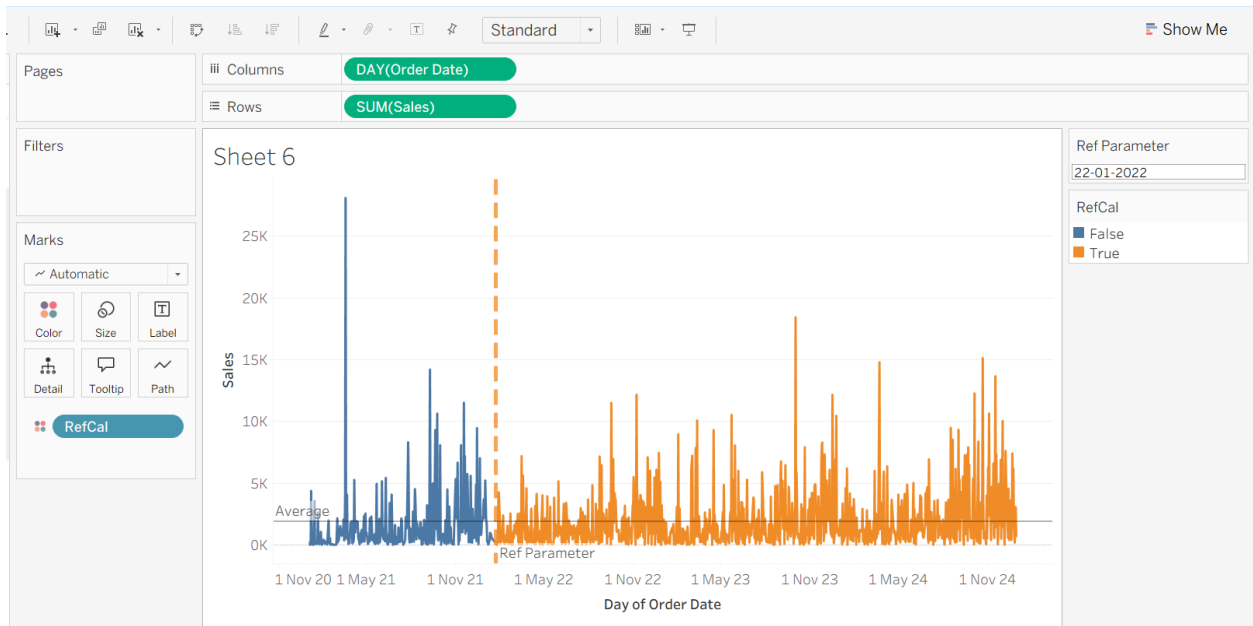 Standard
Show Me
Pages
Columns
DAY(Order Date)
Rows
SUM(Sales)
Filters
Sheet 6
Ref Parameter
22-01-2022
RefCal
False
True
Marks
Automatic
Color
Size
Label
Detail
Tooltip
Path
RefCal
Sales
25K
20K
15K
10K
5K
0K
Average
Ref Parameter
1 Nov 20 1 May 21 1 Nov 21 1 May 22 1 Nov 22 1 May 23 1 Nov 23 1 May 24 1 Nov 24
Day of Order Date